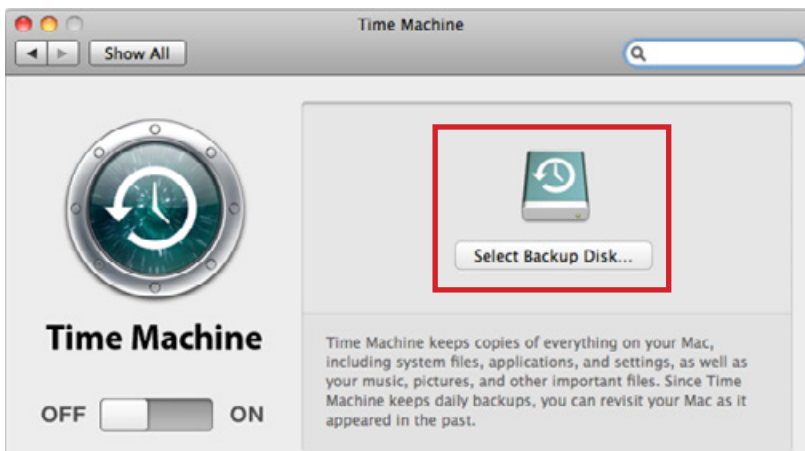 Time Machine
Show All
Select Backup Disk...
Time Machine
Time Machine keeps copies of everything on your Mac,
including system files, applications, and settings, as well as
your music, pictures, and other important files. Since Time
Machine keeps daily backups, you can revisit your Mac as it
appeared in the past.
OFF ON